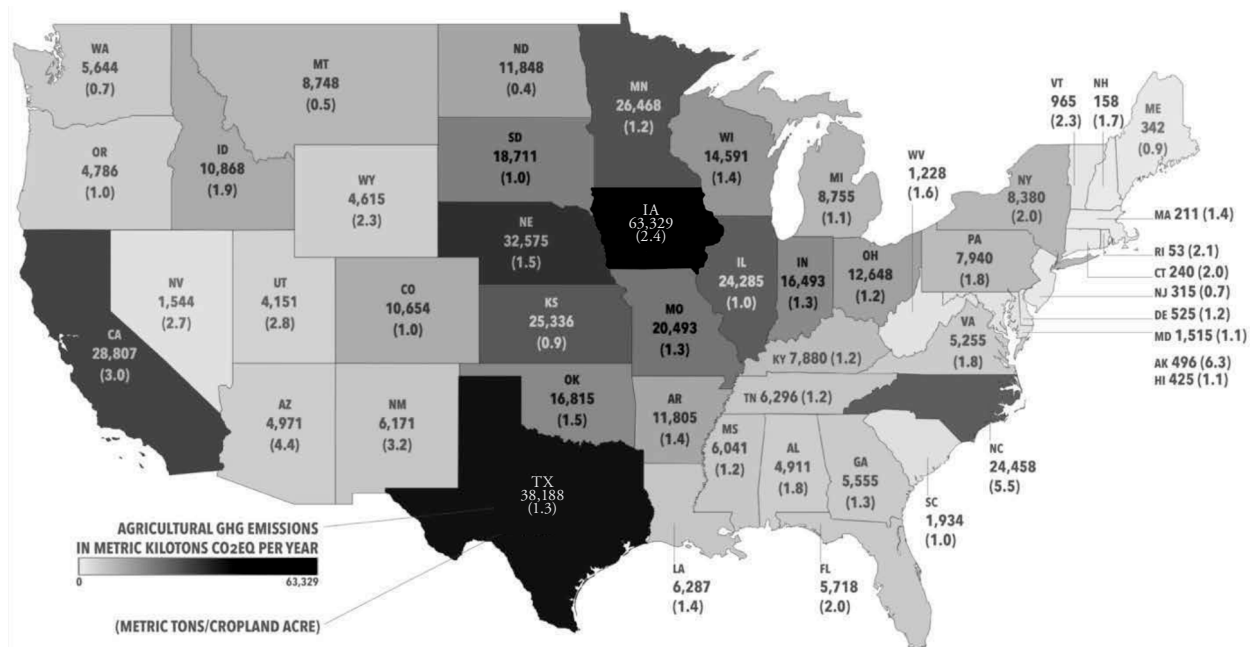 WA
5,644
(0.7)
MT
8,748
(0.5)
ND
11,848
(0.4)
MN
26,468
(1.2)
VT
965
(2.3)
NH
158
(1.7)
ME
342
(0.9)
OR
4,786
(1.0)
ID
10,868
(1.9)
SD
18,711
(1.0)
WI
14,591
(1.4)
WY
4,615
(2.3)
MI
8,755
(1.1)
WV
1,228
(1.6)
NY
8,380
(2.0)
IA
63,329
(2.4)
MA 211 (1.4)
NE
32,575
(1.5)
PA
7,940
(1.8)
RI 53 (2.1)
CT 240 (2.0)
NJ 315 (0.7)
DE 525 (1.2)
MD 1,515 (1.1)
AK 496 (6.3)
HI 425 (1.1)
NV
1,544
(2.7)
UT
4,151
(2.8)
CO
10,654
(1.0)
KS
25,336
(0.9)
MO
20,493
(1.3)
IL
24,285
(1.0)
IN
16,493
(1.3)
OH
12,648
(1.2)
VA
5,255
(1.8)
CA
28,807
(3.0)
KY 7,880 (1.2)
TN 6,296 (1.2)
AZ
4,971
(4.4)
NM
6,171
(3.2)
OK
16,815
(1.5)
AR
11,805
(1.4)
MS
6,041
(1.2)
AL
4,911
(1.8)
GA
5,555
(1.3)
NC
24,458
(5.5)
SC
1,934
(1.0)
TX
38,188
(1.3)
LA
6,287
(1.4)
FL
5,718
(2.0)
AGRICULTURAL GHG EMISSIONS
IN METRIC KILOTONS CO2EQ PER YEAR
0 63,329
(METRIC TONS/CROPLAND ACRE)